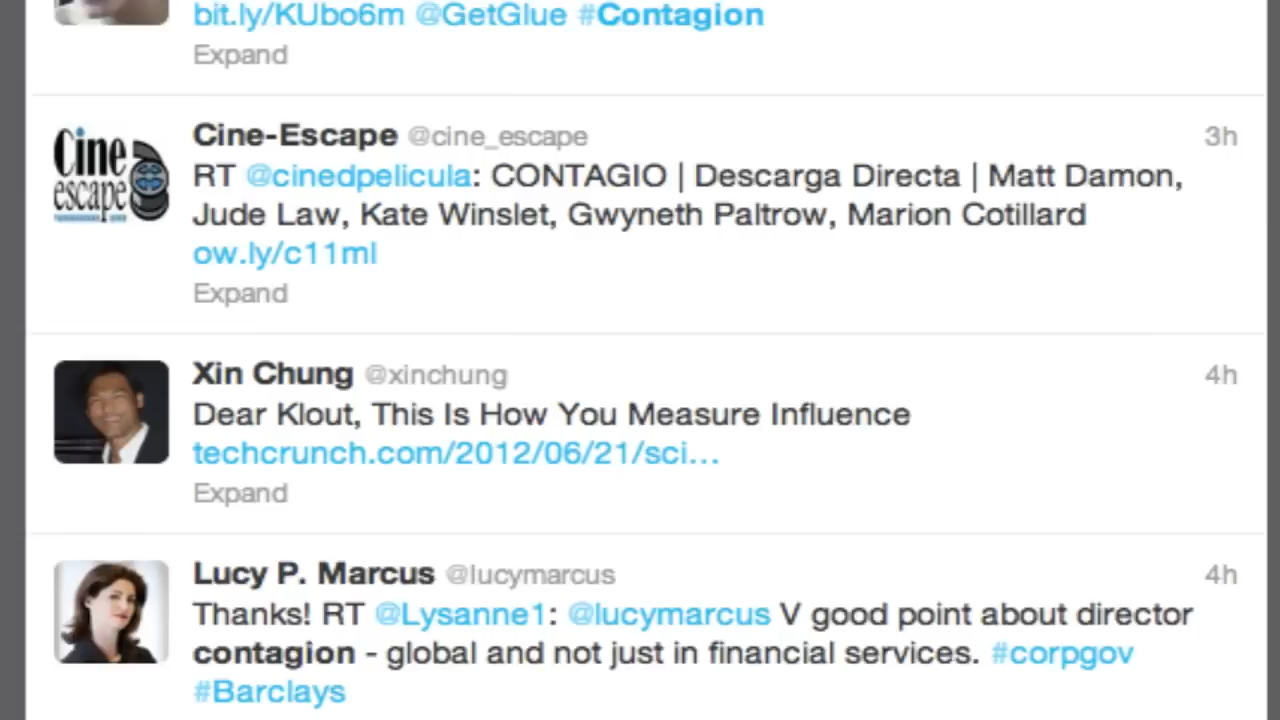 bit.ly/KUbo6m @GetGlue #Contagion
Expand
Cine escape
Cine-Escape @cine_escape 3h
RT @cinedpelicula: CONTAGIO | Descarga Directa | Matt Damon,
Jude Law, Kate Winslet, Gwyneth Paltrow, Marion Cotillard
ow.ly/c11ml
Expand
Xin Chung @xinchung 4h
Dear Klout, This Is How You Measure Influence
techcrunch.com/2012/06/21/sci...
Expand
Lucy P. Marcus @lucymarcus 4h
Thanks! RT @Lysanne1: @lucymarcus V good point about director
contagion - global and not just in financial services. #corpgov
#Barclays